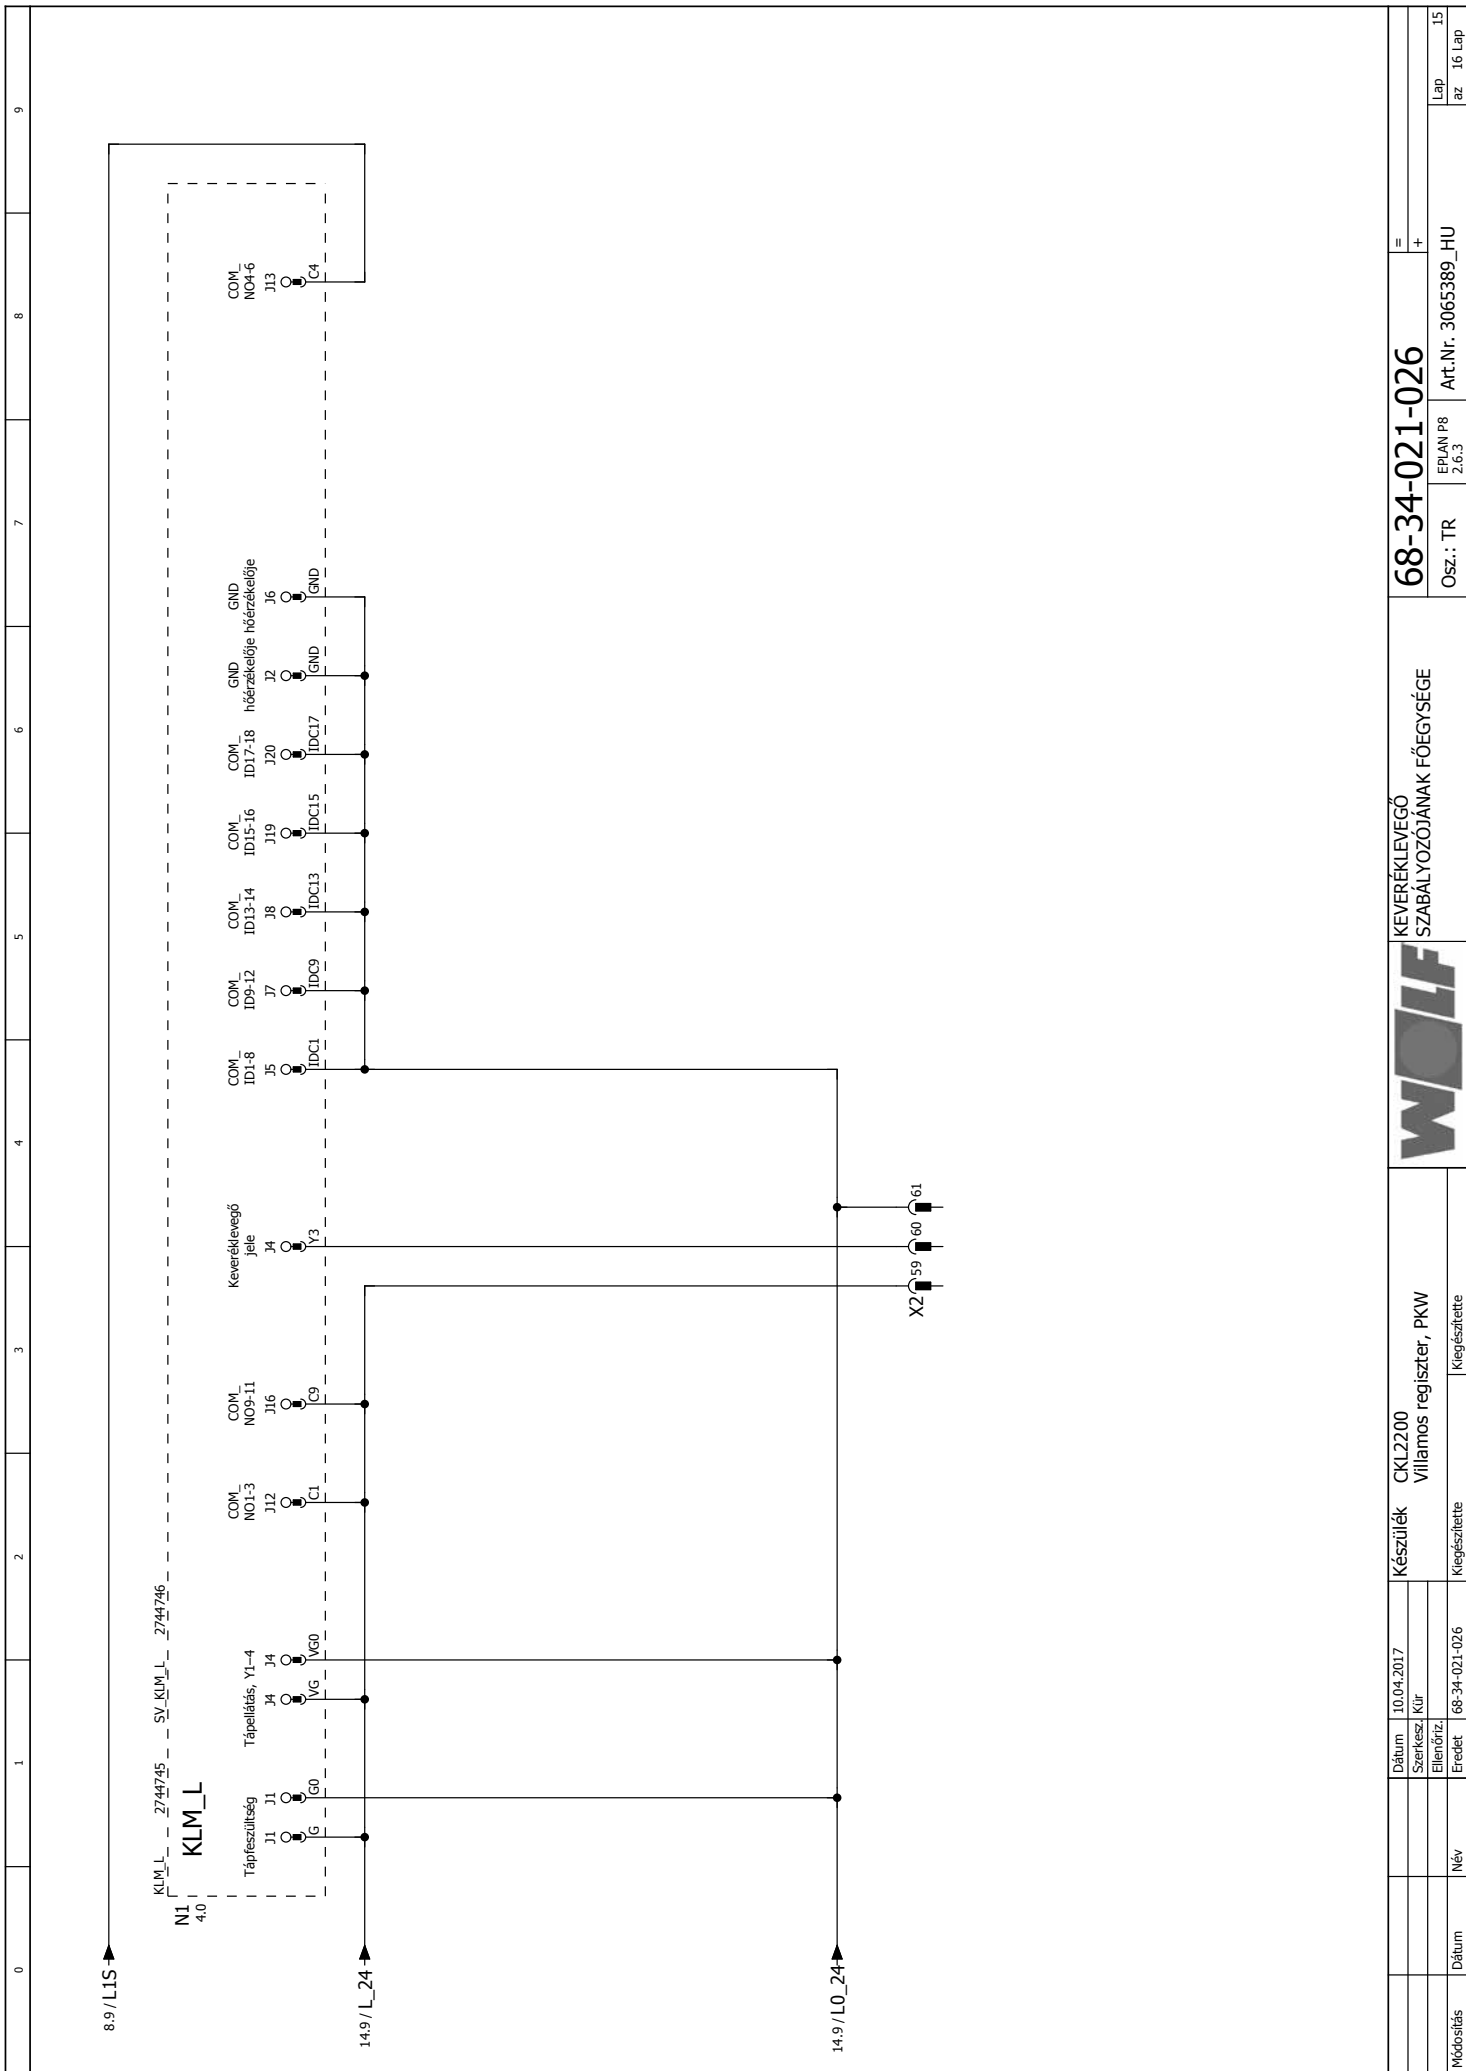 0 1 2 3 4 5 6 7 8 9
8.9 / L1S
KLM_L 2744745 SV_KLM_L 2744746
N1
4.0
KLM_L
Tápfeszültség
J1 J1
G G0
Tápellátás, Y1–4
J4 J4
VG VG0
COM_
NO1-3
J12
C1
COM_
NO9-11
J16
C9
Keveréklevegő
jele
J4
Y3
COM_
ID1-8
J5
IDC1
COM_
ID9-12
J7
IDC9
COM_
ID13-14
J8
IDC13
COM_
ID15-16
J19
IDC15
COM_
ID17-18
J20
IDC17
GND
hőérzékelője
J2
GND
GND
hőérzékelője
J6
GND
COM_
NO4-6
J13
C4
14.9 / L_24
14.9 / L0_24
X2 59 60 61
Módosítás
Dátum
Név
Dátum 10.04.2017
Szerkesz. Kür
Ellenőriz.
Eredet 68-34-021-026
Készülék CKL2200
Villamos regiszter, PKW
Kiegészítette
Kiegészítette
WOLF
KEVERÉKLEVEGŐ
SZABÁLYOZÓJÁNAK FŐEGYSÉGE
68-34-021-026
=
+
Osz.: TR
EPLAN P8
2.6.3
Art.Nr. 3065389_HU
Lap 15
az 16 Lap